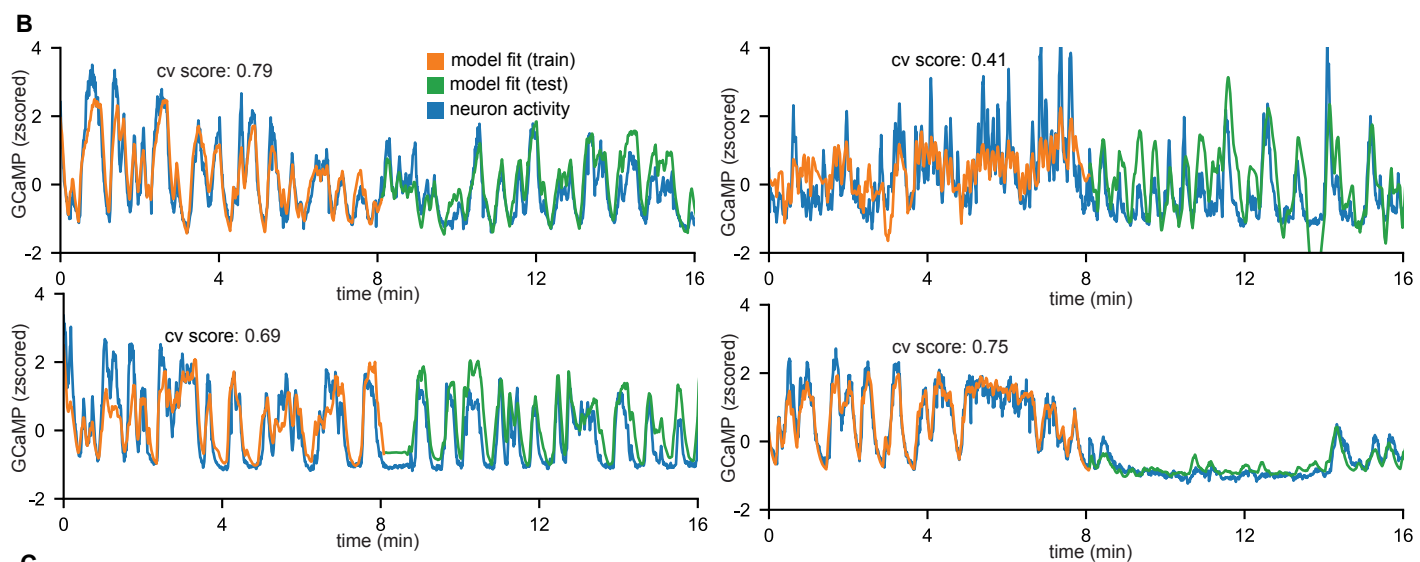 B
4
2
0
-2
GCaMP (zscored)
cv score: 0.79
model fit (train)
model fit (test)
neuron activity
0
4
8
12
16
time (min)
4
2
0
-2
GCaMP (zscored)
cv score: 0.41
0
4
8
12
16
time (min)
4
2
0
-2
GCaMP (zscored)
cv score: 0.69
0
4
8
12
16
time (min)
4
2
0
-2
GCaMP (zscored)
cv score: 0.75
0
4
8
12
16
time (min)